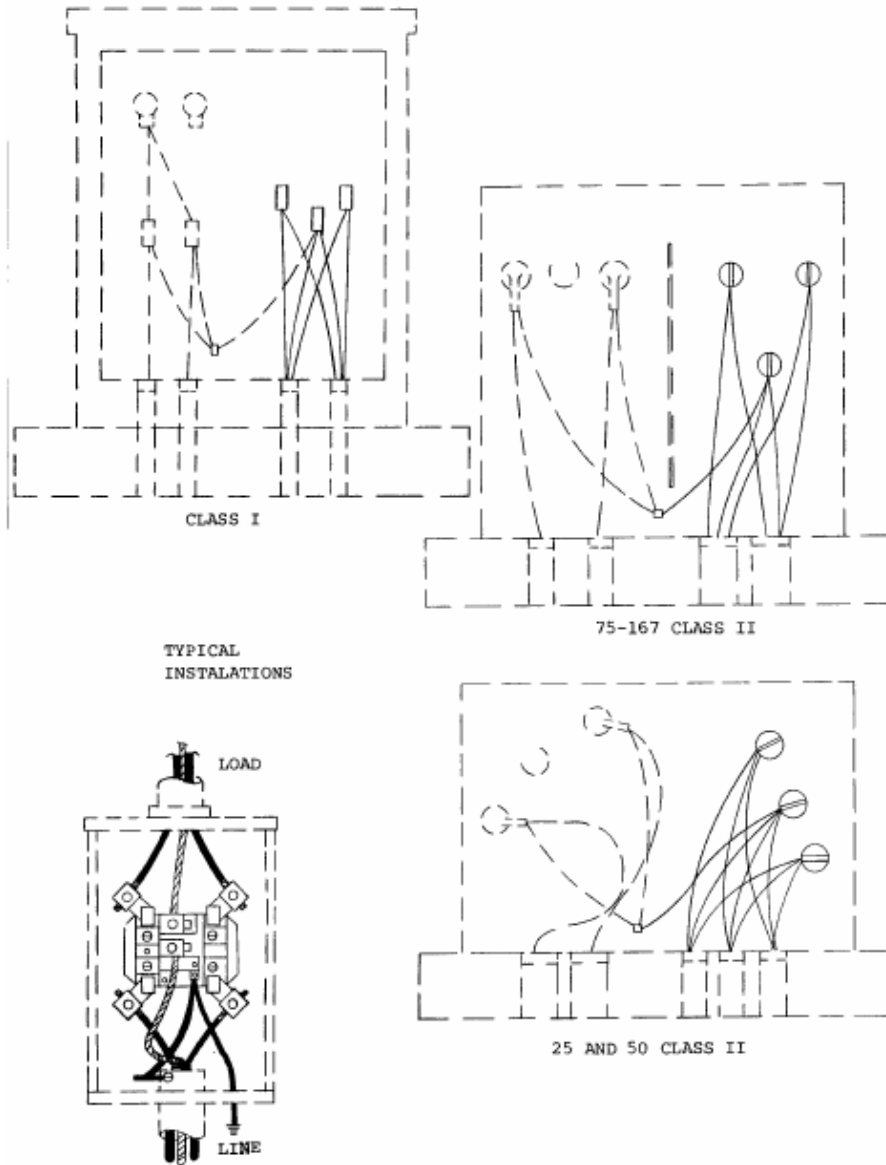 CLASS I
75-167 CLASS II
TYPICAL
INSTALATIONS
LOAD
25 AND 50 CLASS II
LINE